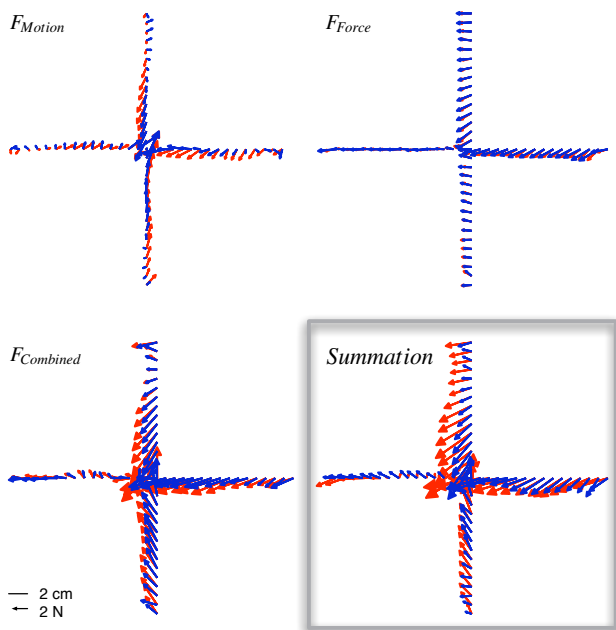 F_Motion
F_Force
F_Combined
Summation
2 cm
2 N